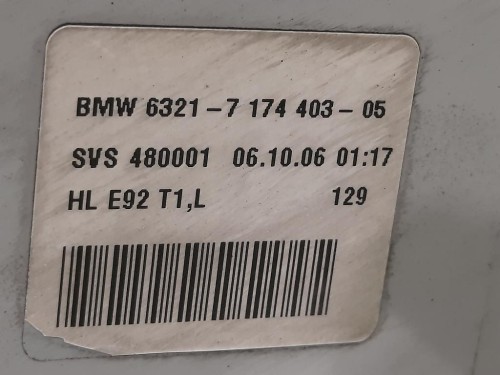 BMW 6321-7 174 403-05
SVS 480001 06.10.06 01:17
HL E92 T1,L 129